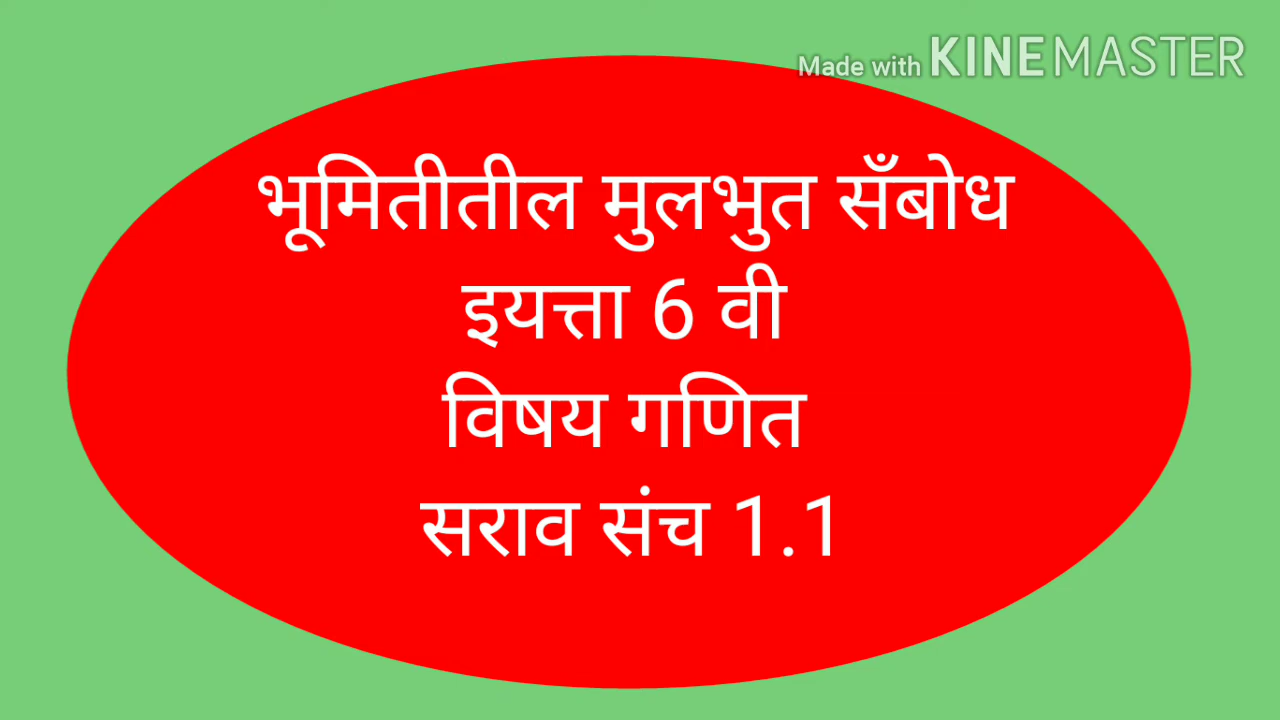 Made with KINEMASTER
भूमितीतील मुलभुत सँबोध
इयत्ता 6 वी
विषय गणित
सराव संच 1.1